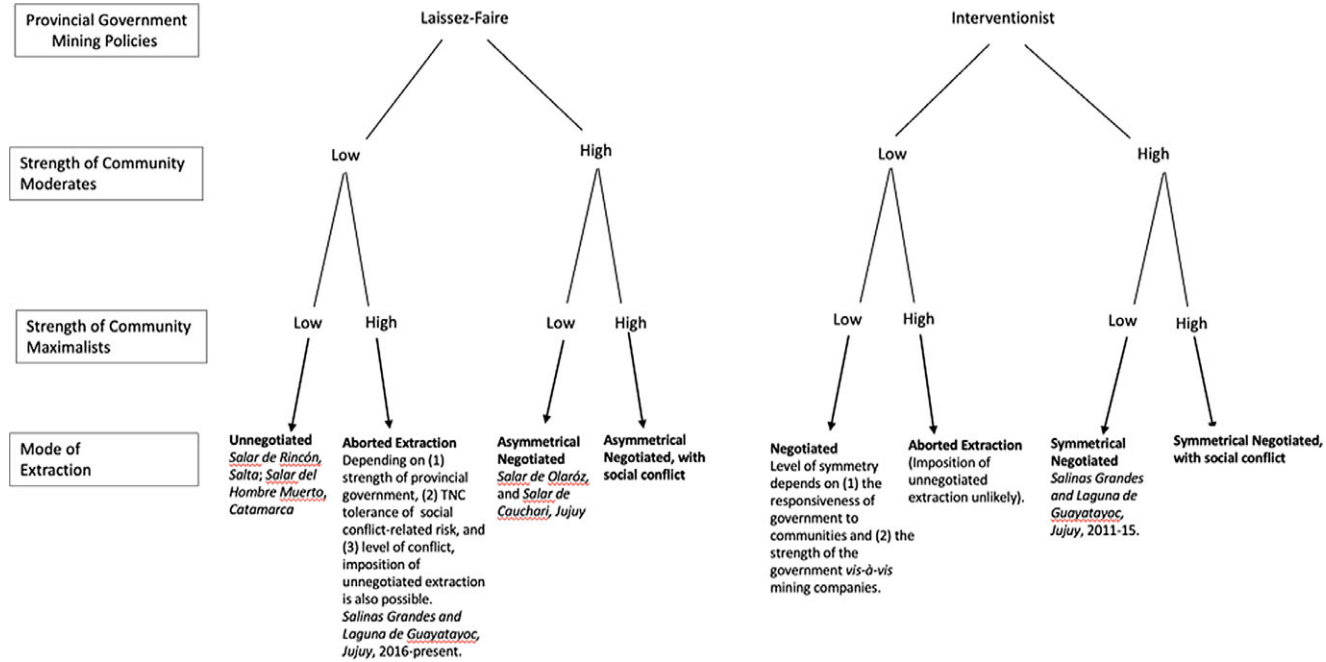 Provincial Government
Mining Policies
Laissez-Faire
Interventionist
Strength of Community
Moderates
Low
High
Low
High
Strength of Community
Maximalists
Low
High
Low
High
Low
High
Low
High
Mode of
Extraction
Unnegotiated
Salar de Rincón,
Salta; Salar del
Hombre Muerto,
Catamarca
Aborted Extraction
Depending on (1)
strength of provincial
government, (2) TNC
tolerance of social
conflict-related risk, and
(3) level of conflict,
imposition of
unnegotiated extraction
is also possible.
Salinas Grandes and
Laguna de Guayatayoc,
Jujuy, 2016-present.
Asymmetrical
Negotiated
Salar de Olaróz,
and Salar de
Cauchari, Jujuy
Asymmetrical
Negotiated, with
social conflict
Negotiated
Level of symmetry
depends on (1) the
responsiveness of
government to
communities and (2) the
strength of the
government vis-à-vis
mining companies.
Aborted Extraction
(Imposition of
unnegotiated
extraction unlikely).
Symmetrical
Negotiated
Salinas Grandes
and Laguna de
Guayatayoc,
Jujuy, 2011-15.
Symmetrical Negotiated,
with social conflict